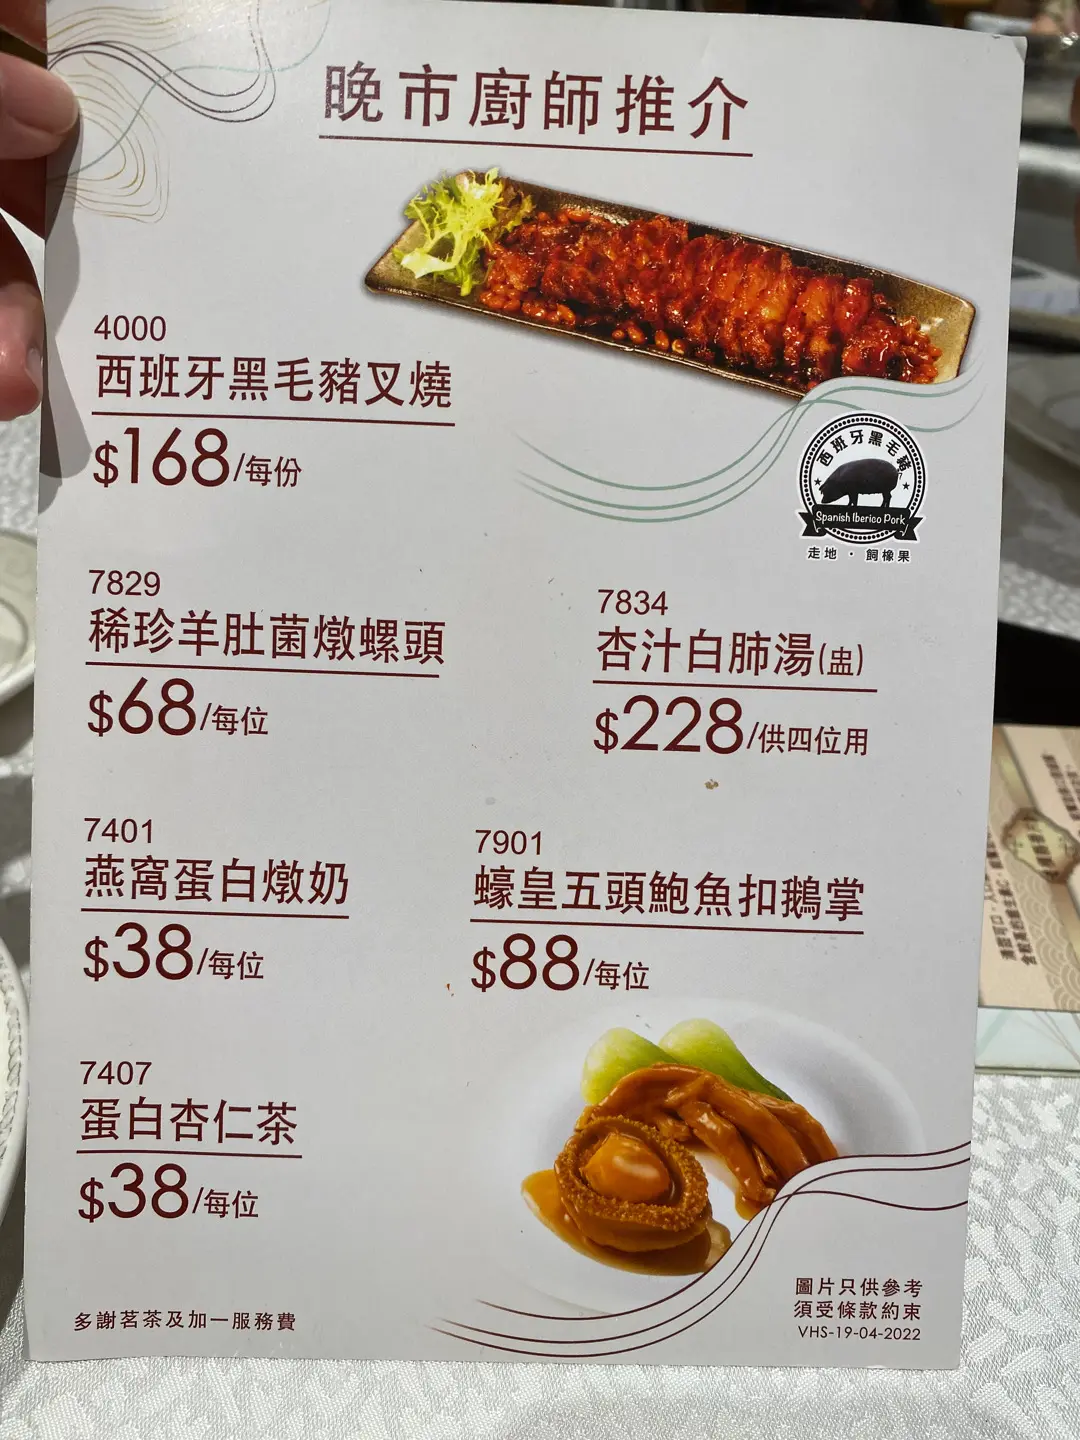 晚市廚師推介
4000
西班牙黑毛豬叉燒
$168/每份
西班牙黑毛豬
Spanish Iberico Pork
走地 · 飼橡果
7829
稀珍羊肚菌燉螺頭
$68/每位
7834
杏汁白肺湯(盅)
$228/供四位用
7401
燕窩蛋白燉奶
$38/每位
7901
蠔皇五頭鮑魚扣鵝掌
$88/每位
7407
蛋白杏仁茶
$38/每位
多謝茗茶及加一服務費
圖片只供參考
須受條款約束
VHS-19-04-2022